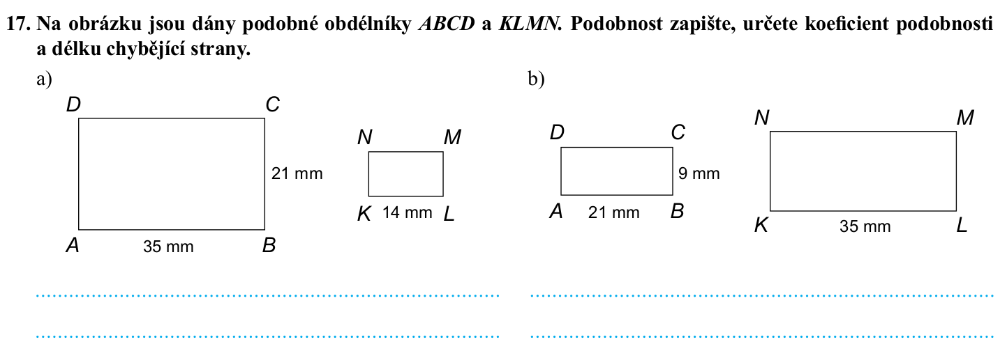 17. Na obrázku jsou dány podobné obdélníky ABCD a KLMN. Podobnost zapište, určete koeficient podobnosti
a délku chybějící strany.
a)
D C
N M
21 mm
K 14 mm L
A 35 mm B
b)
D C
N M
9 mm
A 21 mm B
K 35 mm L